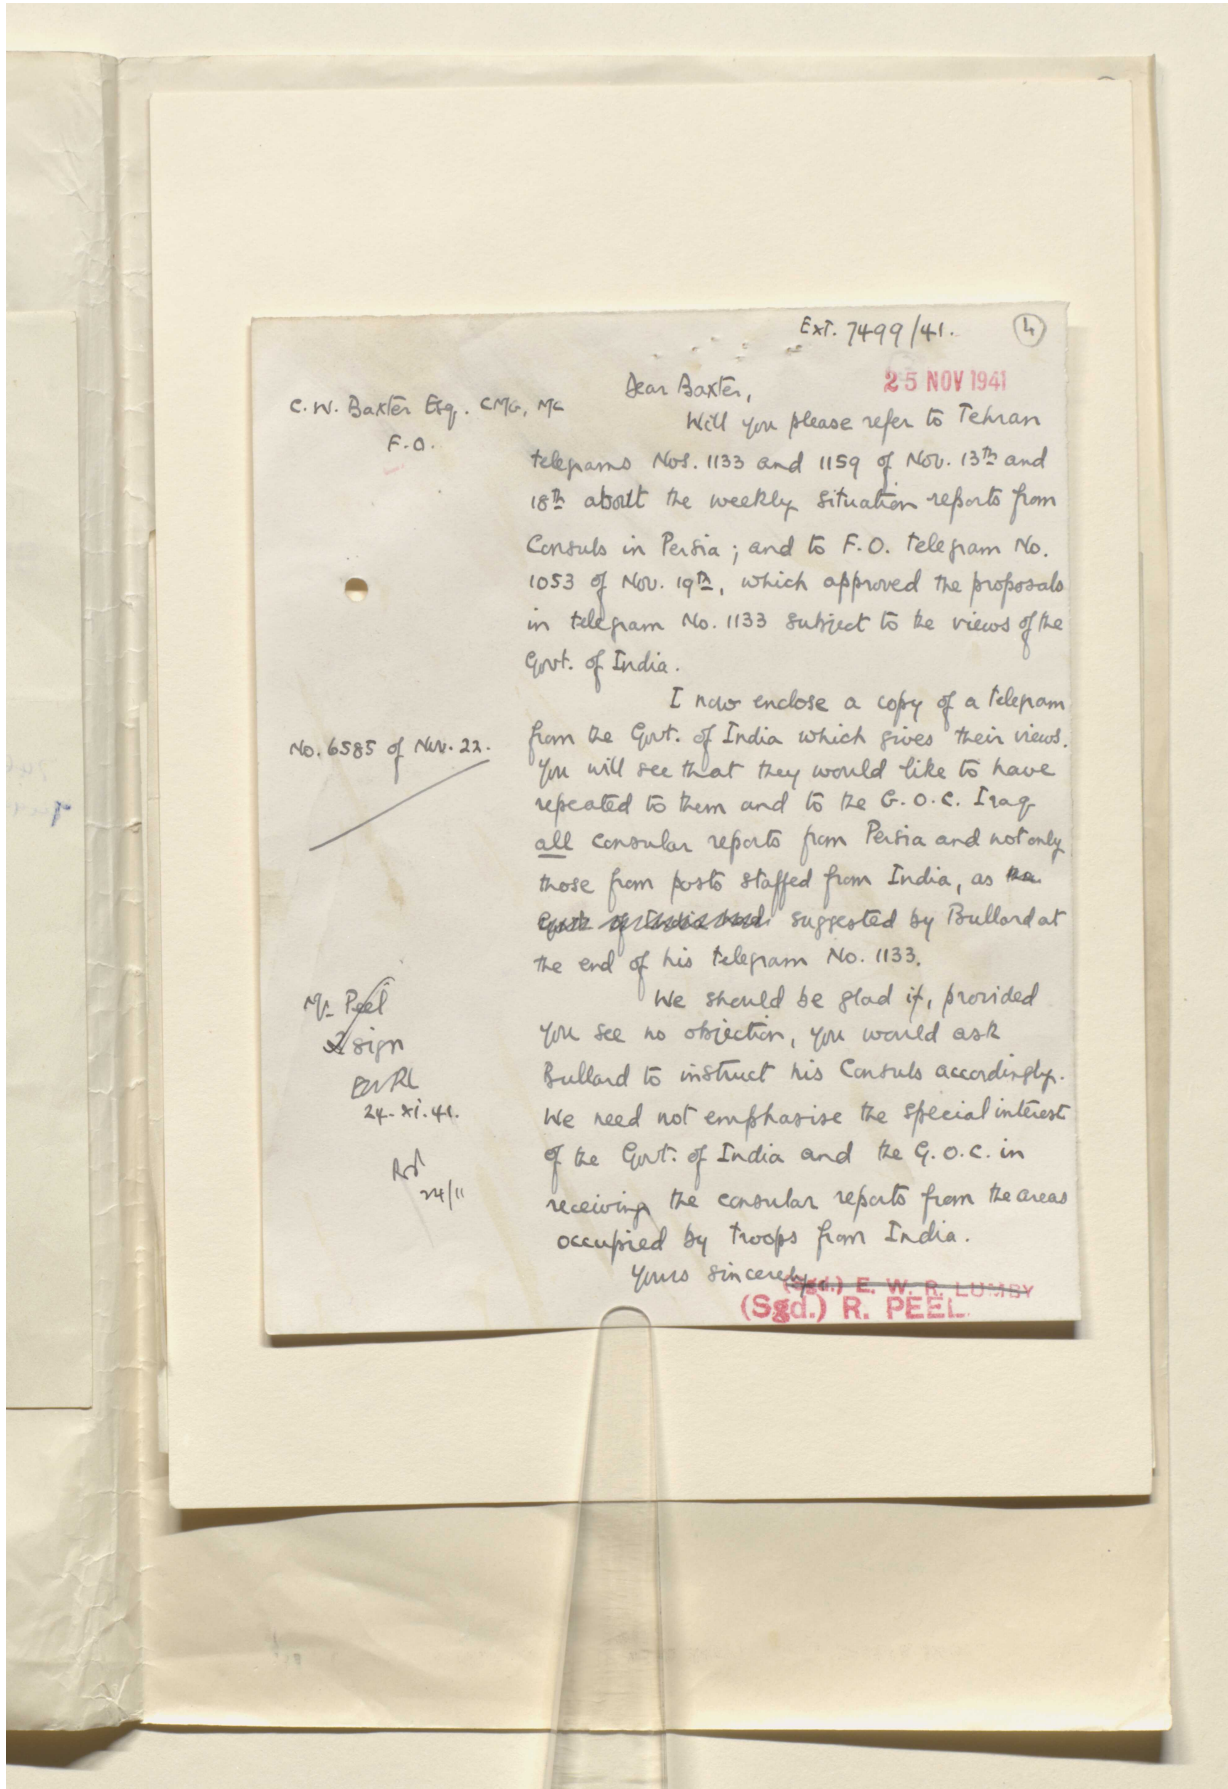 Ext. 7499/41.
4
25 NOV 1941
C. W. Baxter Esq. CMG, MC
F.O.
Dear Baxter,
Will you please refer to Tehran
telegrams Nos. 1133 and 1159 of Nov. 13th and
18th about the weekly situation reports from
Consuls in Persia; and to F.O. telegram No.
1053 of Nov. 19th, which approved the proposals
in telegram No. 1133 subject to the views of the
Govt. of India.
I now enclose a copy of a telegram
No. 6585 of Nov. 22.
from the Govt. of India which gives their views.
You will see that they would like to have
repeated to them and to the G.O.C. Iraq
all consular reports from Persia and not only
those from posts staffed from India, as the
Govt. of India had suggested by Bullard at
the end of his telegram No. 1133.
We should be glad if, provided
you see no objection, you would ask
Bullard to instruct his Consuls accordingly.
We need not emphasise the special interest
of the Govt. of India and the G.O.C. in
receiving the consular reports from the areas
occupied by troops from India.
Yours sincerely
(Sgd.) E. W. R. LUMBY
(Sgd.) R. PEEL.
Mr Peel
to sign
EWRL
24.xi.41.
24/11